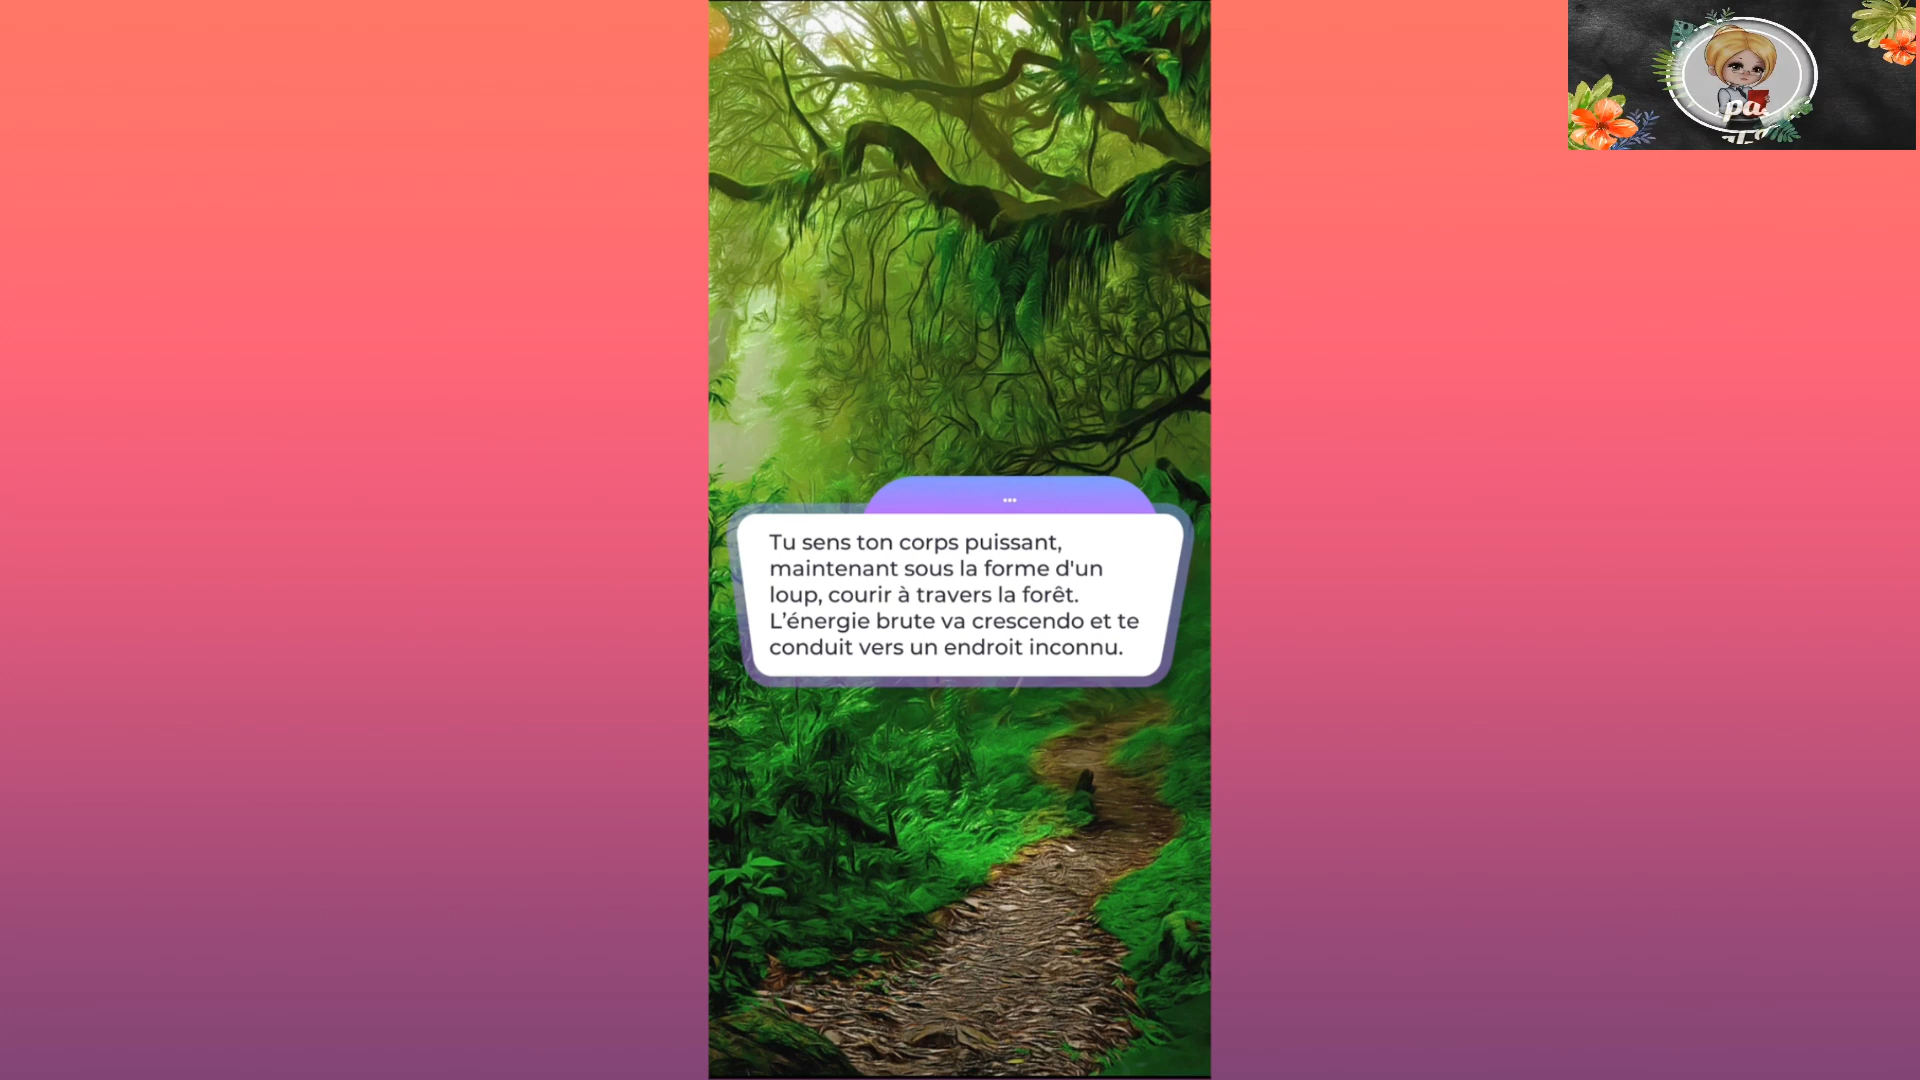 ...
Tu sens ton corps puissant,
maintenant sous la forme d'un
loup, courir à travers la forêt.
L’énergie brute va crescendo et te
conduit vers un endroit inconnu.
pa